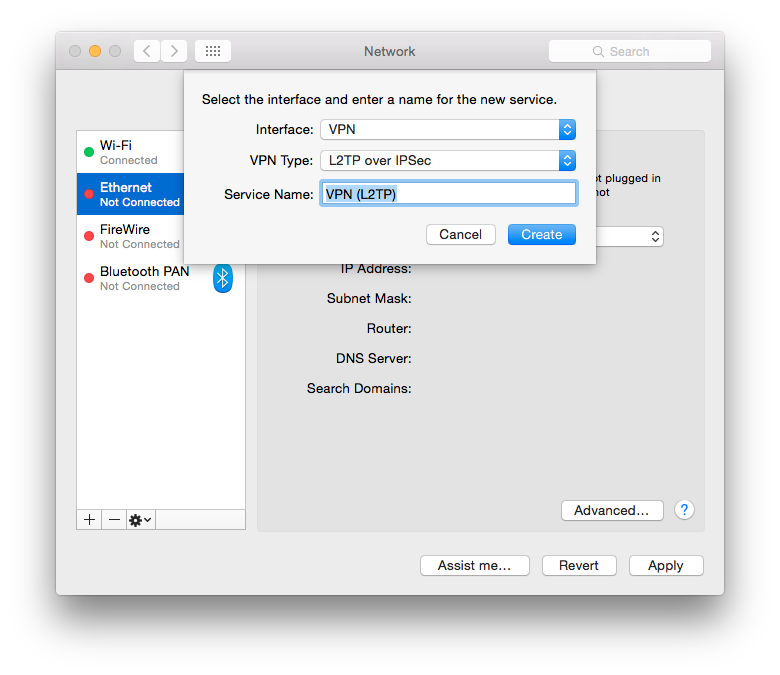 Network
Search
Select the interface and enter a name for the new service.
Interface: VPN
VPN Type: L2TP over IPSec
Service Name: VPN (L2TP)
Cancel Create
Wi-Fi
Connected
Ethernet
Not Connected
FireWire
Not Connected
Bluetooth PAN
Not Connected
plugged in
IP Address:
Subnet Mask:
Router:
DNS Server:
Search Domains:
Advanced... ?
Assist me... Revert Apply